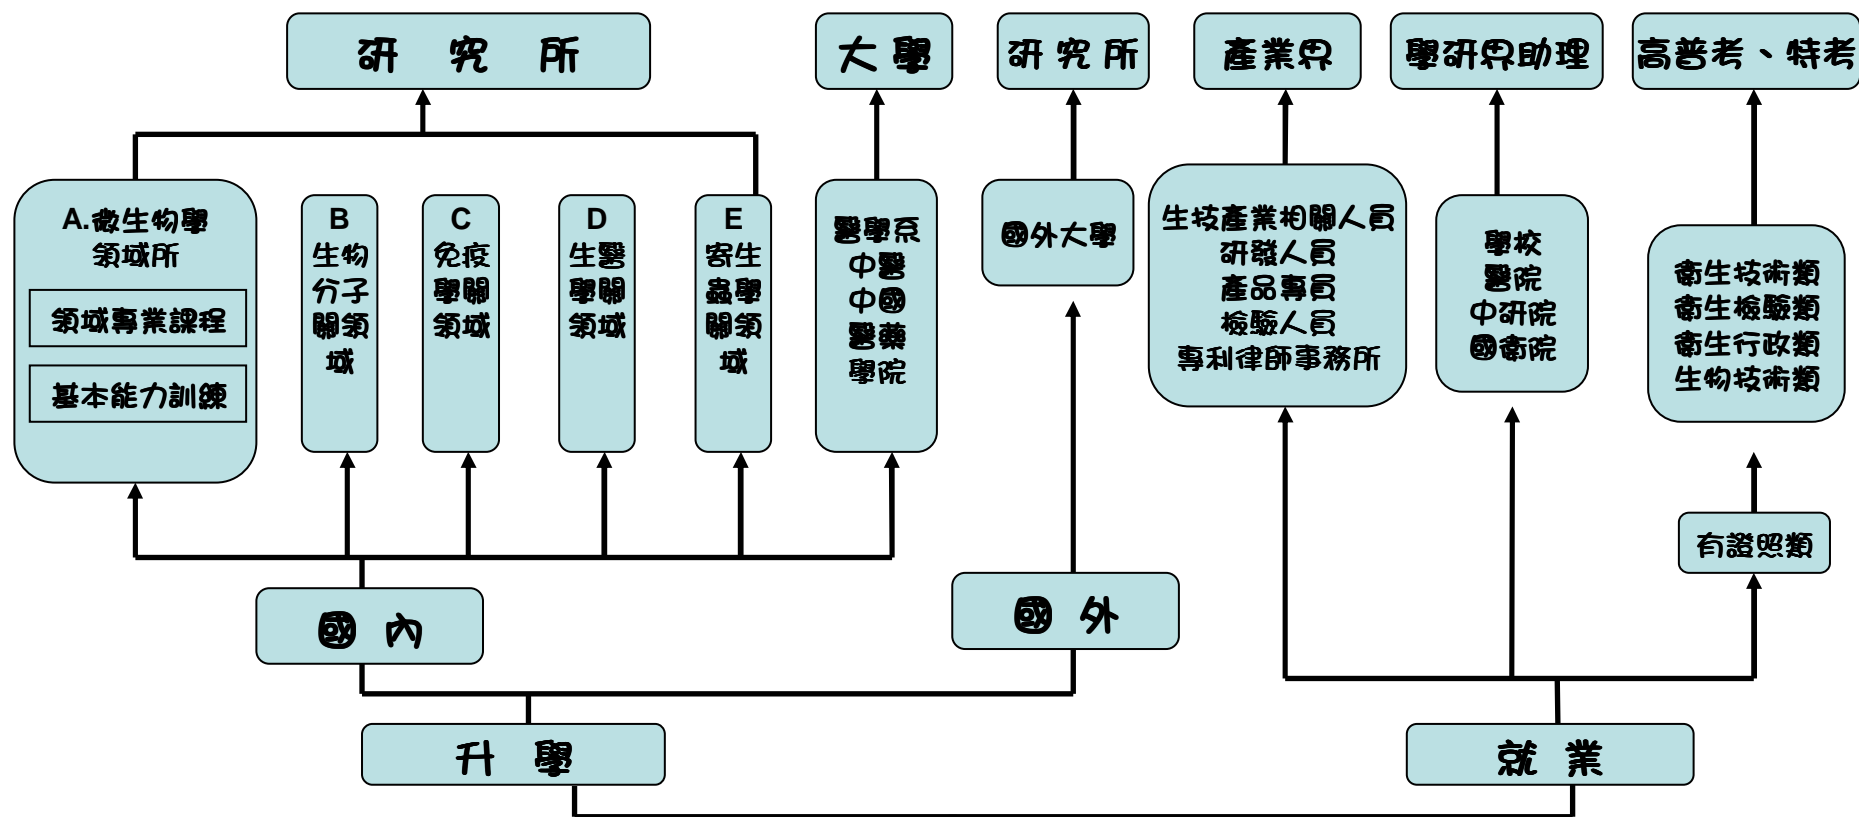 研究所
大學
研究所
產業界
學研界助理
高普考、特考
A.微生物學
領域所
領域專業課程
基本能力訓練
B
生物
分子
關領
域
C
免疫
學關
領域
D
生醫
學關
領域
E
寄生
蟲學
關領
域
醫學系
中醫
中國
醫藥
學院
國外大學
生技產業相關人員
研發人員
產品專員
檢驗人員
專利律師事務所
學校
醫院
中研院
國衛院
衛生技術類
衛生檢驗類
衛生行政類
生物技術類
有證照類
國內
國外
升學
就業